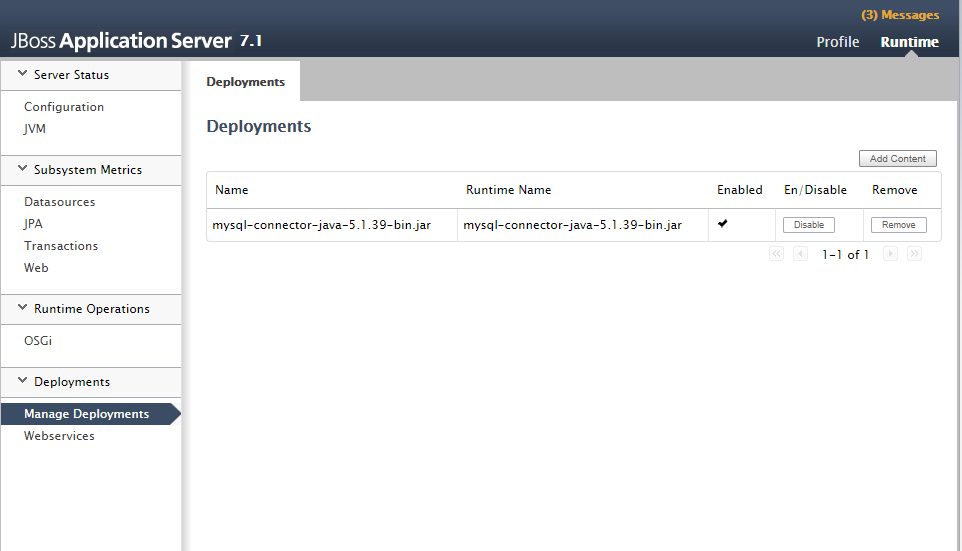 (3) Messages
JBoss Application Server 7.1
Profile Runtime
Server Status
Configuration
JVM
Subsystem Metrics
Datasources
JPA
Transactions
Web
Runtime Operations
OSGi
Deployments
Manage Deployments
Webservices
Deployments
Deployments
Add Content
Name Runtime Name Enabled En/Disable Remove
mysql-connector-java-5.1.39-bin.jar mysql-connector-java-5.1.39-bin.jar Disable Remove
1-1 of 1